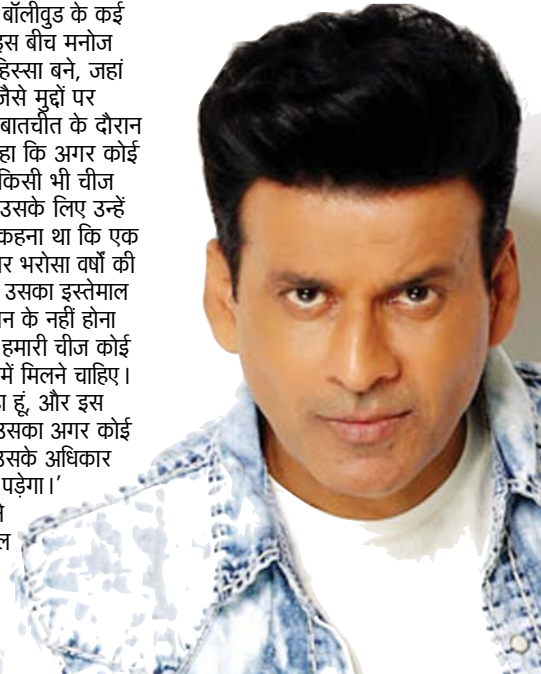 बॉलीवुड के कई
इस बीच मनोज
हिस्सा बने, जहां
जैसे मुद्दों पर
बातचीत के दौरान
कहा कि अगर कोई
किसी भी चीज
उसके लिए उन्हें
कहना था कि एक
भरोसा वर्षों की
उसका इस्तेमाल
के नहीं होना
हमारी चीज कोई
में मिलने चाहिए।
हूं, और इस
उसका अगर कोई
उसके अधिकार
पड़ेगा।’